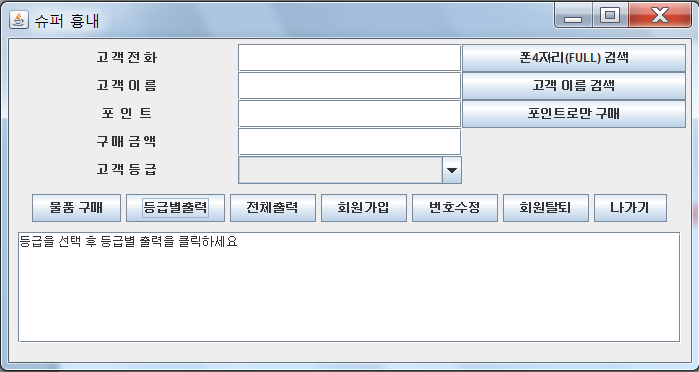 슈퍼 흉내
고객전화 폰4자리(FULL) 검색
고객이름 고객 이름 검색
포 인 트 포인트로만 구매
구매금액
고객등급
물품 구매 등급별출력 전체출력 회원가입 번호수정 회원탈퇴 나가기
등급을 선택 후 등급별 출력을 클릭하세요